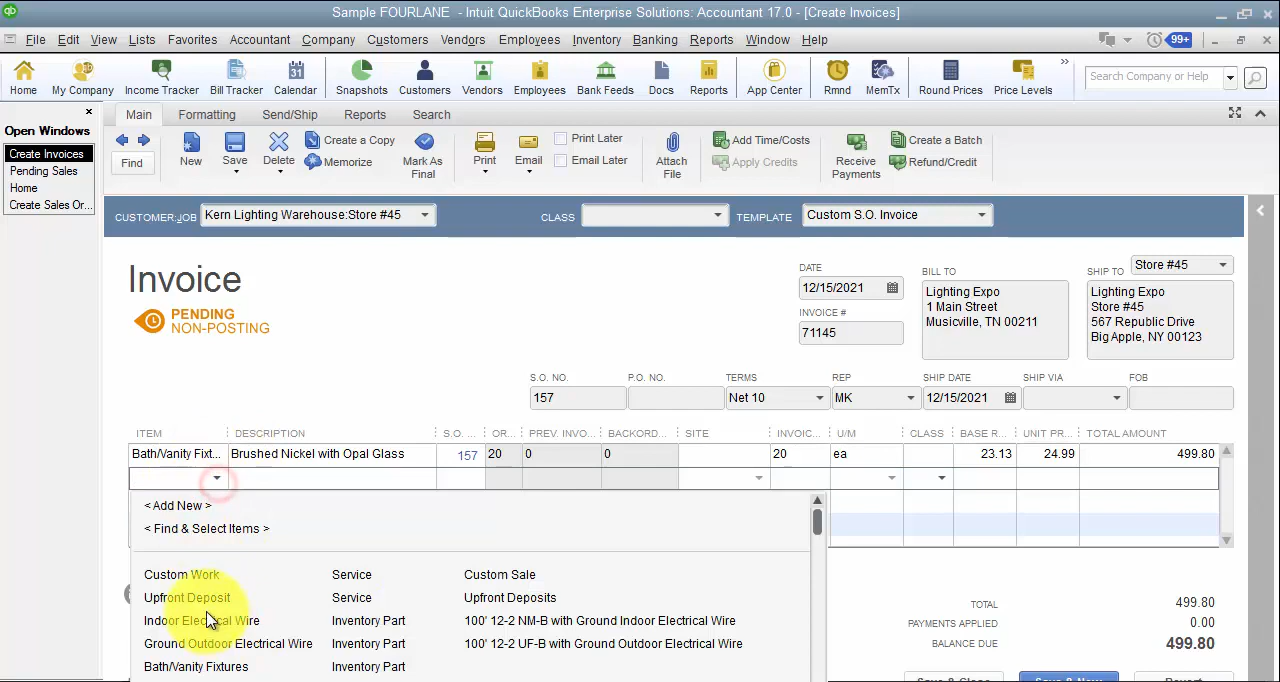 Sample FOURLANE - Intuit QuickBooks Enterprise Solutions: Accountant 17.0 - [Create Invoices]
File Edit View Lists Favorites Accountant Company Customers Vendors Employees Inventory Banking Reports Window Help
99+
Home My Company Income Tracker Bill Tracker Calendar Snapshots Customers Vendors Employees Bank Feeds Docs Reports App Center Rmnd MemTx Round Prices Price Levels
Search Company or Help
Open Windows
Create Invoices
Pending Sales
Home
Create Sales Or...
Main Formatting Send/Ship Reports Search
Find
New
Save
Delete
Create a Copy
Memorize
Mark As
Final
Print
Email
Print Later
Email Later
Attach
File
Add Time/Costs
Apply Credits
Receive
Payments
Create a Batch
Refund/Credit
CUSTOMER:JOB Kern Lighting Warehouse:Store #45 CLASS TEMPLATE Custom S.O. Invoice
Invoice
PENDING
NON-POSTING
DATE
12/15/2021
INVOICE #
71145
BILL TO
Lighting Expo
1 Main Street
Musicville, TN 00211
SHIP TO Store #45
Lighting Expo
Store #45
567 Republic Drive
Big Apple, NY 00123
S.O. NO. P.O. NO. TERMS REP SHIP DATE SHIP VIA FOB
157 Net 10 MK 12/15/2021
ITEM DESCRIPTION S.O. ... OR... PREV. INVO... BACKORD... SITE INVOIC... U/M CLASS BASE R... UNIT PR... TOTAL AMOUNT
Bath/Vanity Fixt... Brushed Nickel with Opal Glass 157 20 0 0 20 ea 23.13 24.99 499.80
< Add New >
< Find & Select Items >
Custom Work Service Custom Sale
Upfront Deposit Service Upfront Deposits
Indoor Electrical Wire Inventory Part 100' 12-2 NM-B with Ground Indoor Electrical Wire
Ground Outdoor Electrical Wire Inventory Part 100' 12-2 UF-B with Ground Outdoor Electrical Wire
Bath/Vanity Fixtures Inventory Part
TOTAL 499.80
PAYMENTS APPLIED 0.00
BALANCE DUE 499.80
Save & Close Save & New Revert